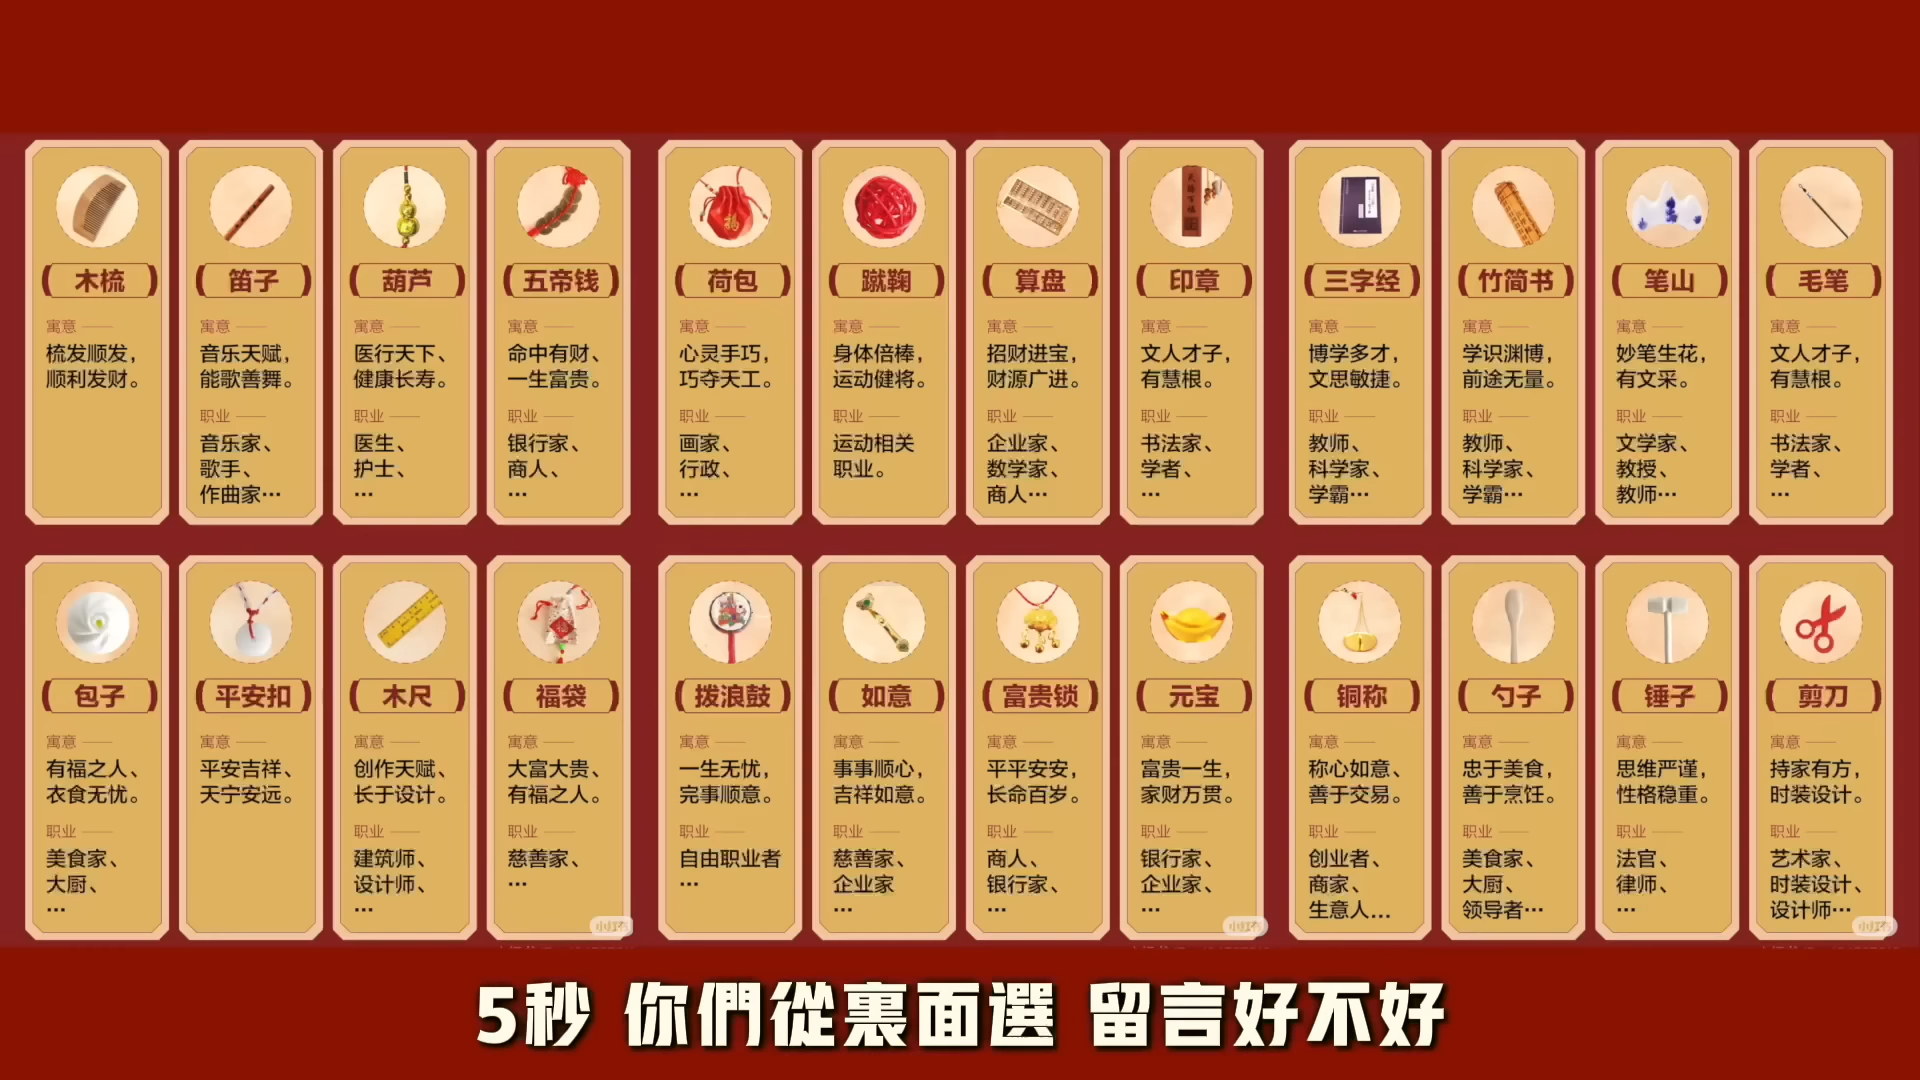 木梳
寓意
梳发顺发，
顺利发财。
笛子
寓意
音乐天赋，
能歌善舞。
职业
音乐家、
歌手、
作曲家…
葫芦
寓意
医行天下、
健康长寿。
职业
医生、
护士、
…
五帝钱
寓意
命中有财、
一生富贵。
职业
银行家、
商人、
…
荷包
寓意
心灵手巧，
巧夺天工。
职业
画家、
行政、
…
蹴鞠
寓意
身体倍棒，
运动健将。
职业
运动相关
职业。
算盘
寓意
招财进宝，
财源广进。
职业
企业家、
数学家、
商人…
印章
寓意
文人才子，
有慧根。
职业
书法家、
学者、
…
三字经
寓意
博学多才，
文思敏捷。
职业
教师、
科学家、
学霸…
竹简书
寓意
学识渊博，
前途无量。
职业
教师、
科学家、
学霸…
笔山
寓意
妙笔生花，
有文采。
职业
文学家、
教授、
教师…
毛笔
寓意
文人才子，
有慧根。
职业
书法家、
学者、
…
包子
寓意
有福之人、
衣食无忧。
职业
美食家、
大厨、
…
平安扣
寓意
平安吉祥、
天宁安远。
木尺
寓意
创作天赋、
长于设计。
职业
建筑师、
设计师、
…
福袋
寓意
大富大贵、
有福之人。
职业
慈善家、
…
拨浪鼓
寓意
一生无忧，
完事顺意。
职业
自由职业者
…
如意
寓意
事事顺心，
吉祥如意。
职业
慈善家、
企业家
…
富贵锁
寓意
平平安安，
长命百岁。
职业
商人、
银行家、
…
元宝
寓意
富贵一生，
家财万贯。
职业
银行家、
企业家、
…
铜称
寓意
称心如意、
善于交易。
职业
创业者、
商家、
生意人...
勺子
寓意
忠于美食，
善于烹饪。
职业
美食家、
大厨、
领导者…
锤子
寓意
思维严谨，
性格稳重。
职业
法官、
律师、
…
剪刀
寓意
持家有方，
时装设计。
职业
艺术家、
时装设计、
设计师…
5秒 你們從裏面選 留言好不好